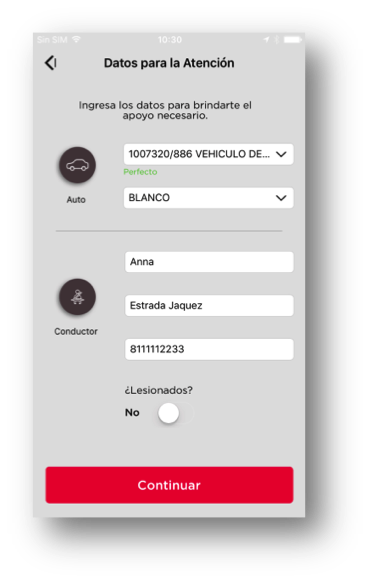 Sin SIM 10:30
Datos para la Atención
Ingresa los datos para brindarte el
apoyo necesario.
1007320/886 VEHICULO DE...
Perfecto
Auto
BLANCO
Anna
Estrada Jaquez
Conductor
8111112233
¿Lesionados?
No
Continuar